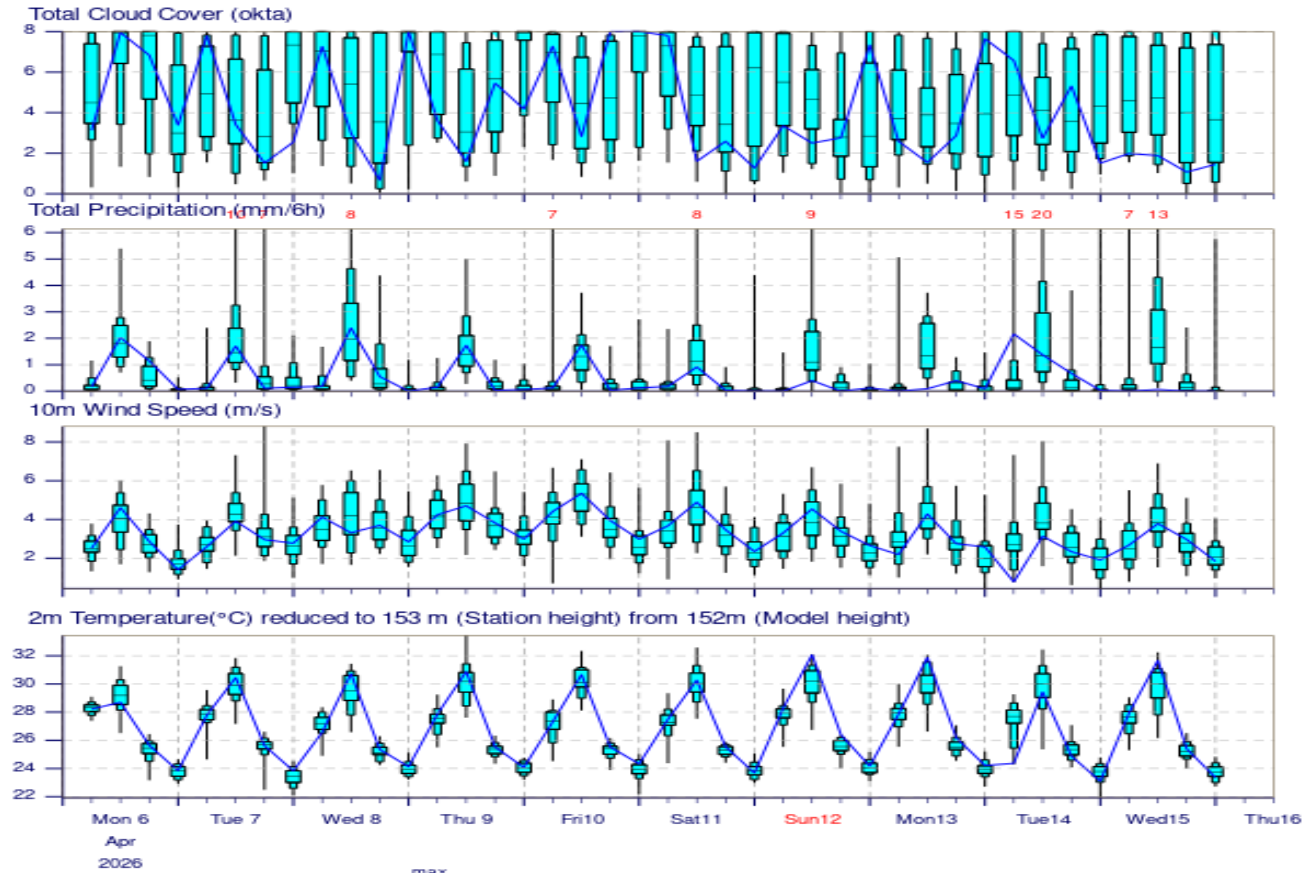 Total Cloud Cover (okta)
8
6
4
2
0
Total Precipitation (mm/6h)
7 8 7 8 9 15 20 7 13
6
5
4
3
2
1
0
10m Wind Speed (m/s)
8
6
4
2
2m Temperature(°C) reduced to 153 m (Station height) from 152m (Model height)
32
30
28
26
24
22
Mon 6 Tue 7 Wed 8 Thu 9 Fri10 Sat11 Sun12 Mon13 Tue14 Wed15 Thu16
Apr
2026
max